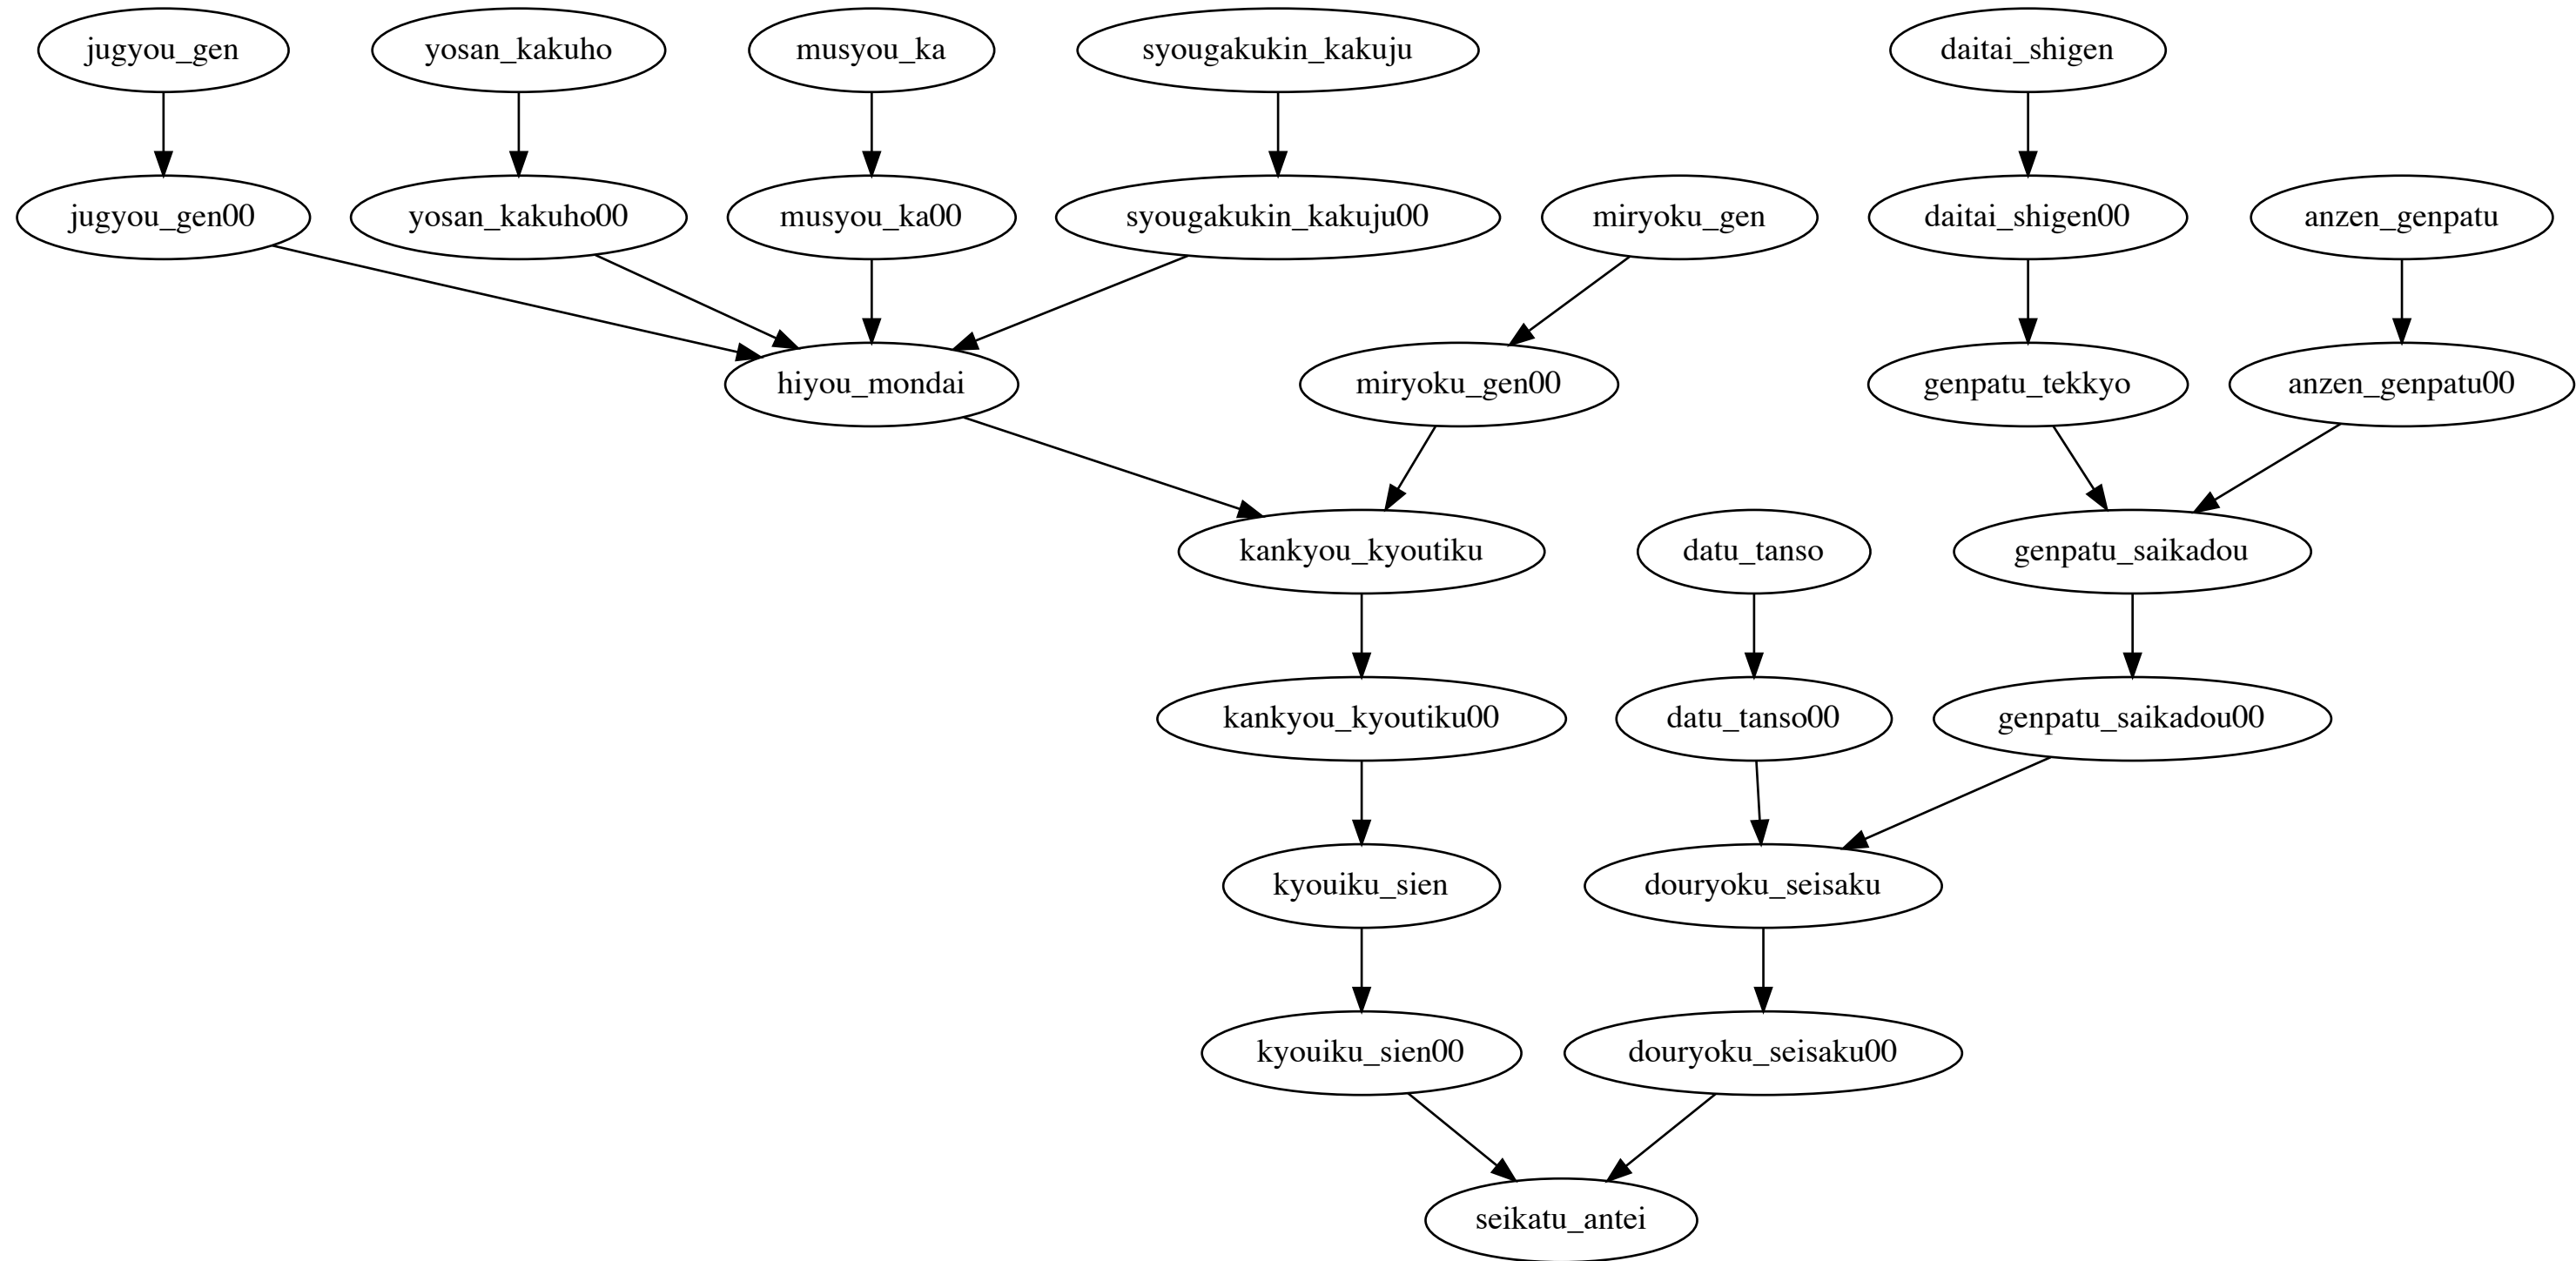 jugyou_gen
yosan_kakuho
musyou_ka
syougakukin_kakuju
daitai_shigen
jugyou_gen00
yosan_kakuho00
musyou_ka00
syougakukin_kakuju00
miryoku_gen
daitai_shigen00
anzen_genpatu
hiyou_mondai
miryoku_gen00
genpatu_tekkyo
anzen_genpatu00
kankyou_kyoutiku
datu_tanso
genpatu_saikadou
kankyou_kyoutiku00
datu_tanso00
genpatu_saikadou00
kyouiku_sien
douryoku_seisaku
kyouiku_sien00
douryoku_seisaku00
seikatu_antei